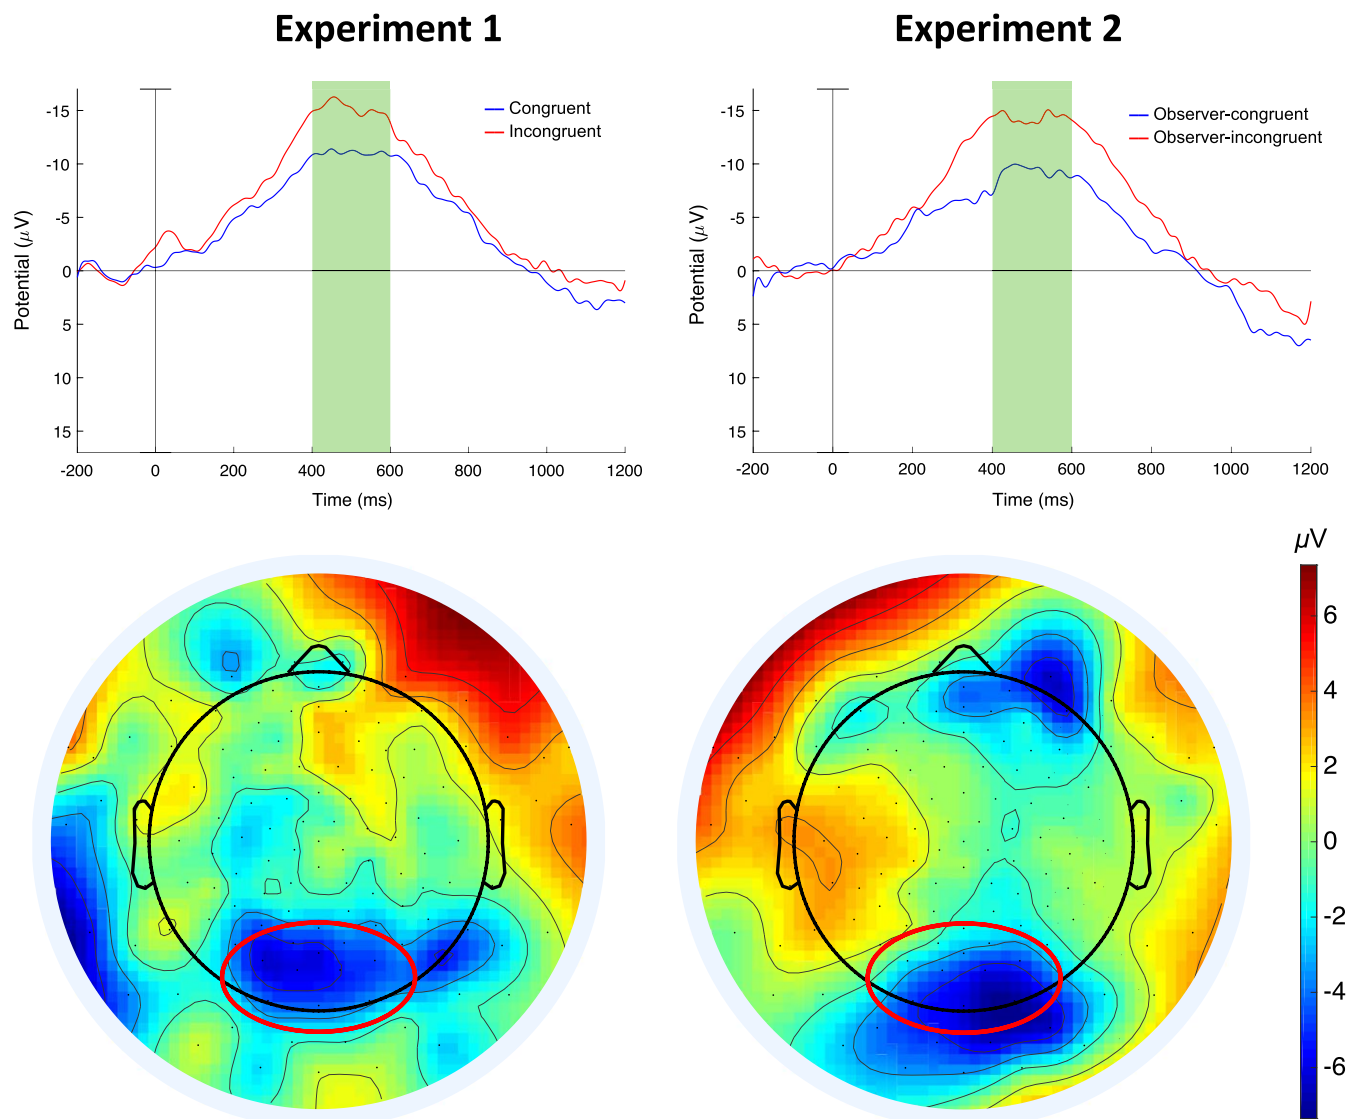 Experiment 1
Experiment 2
-15
-10
-5
0
5
10
15
Potential (μV)
Congruent
Incongruent
-200 0 200 400 600 800 1000 1200
Time (ms)
-15
-10
-5
0
5
10
15
Potential (μV)
Observer-congruent
Observer-incongruent
-200 0 200 400 600 800 1000 1200
Time (ms)
μV
6
4
2
0
-2
-4
-6